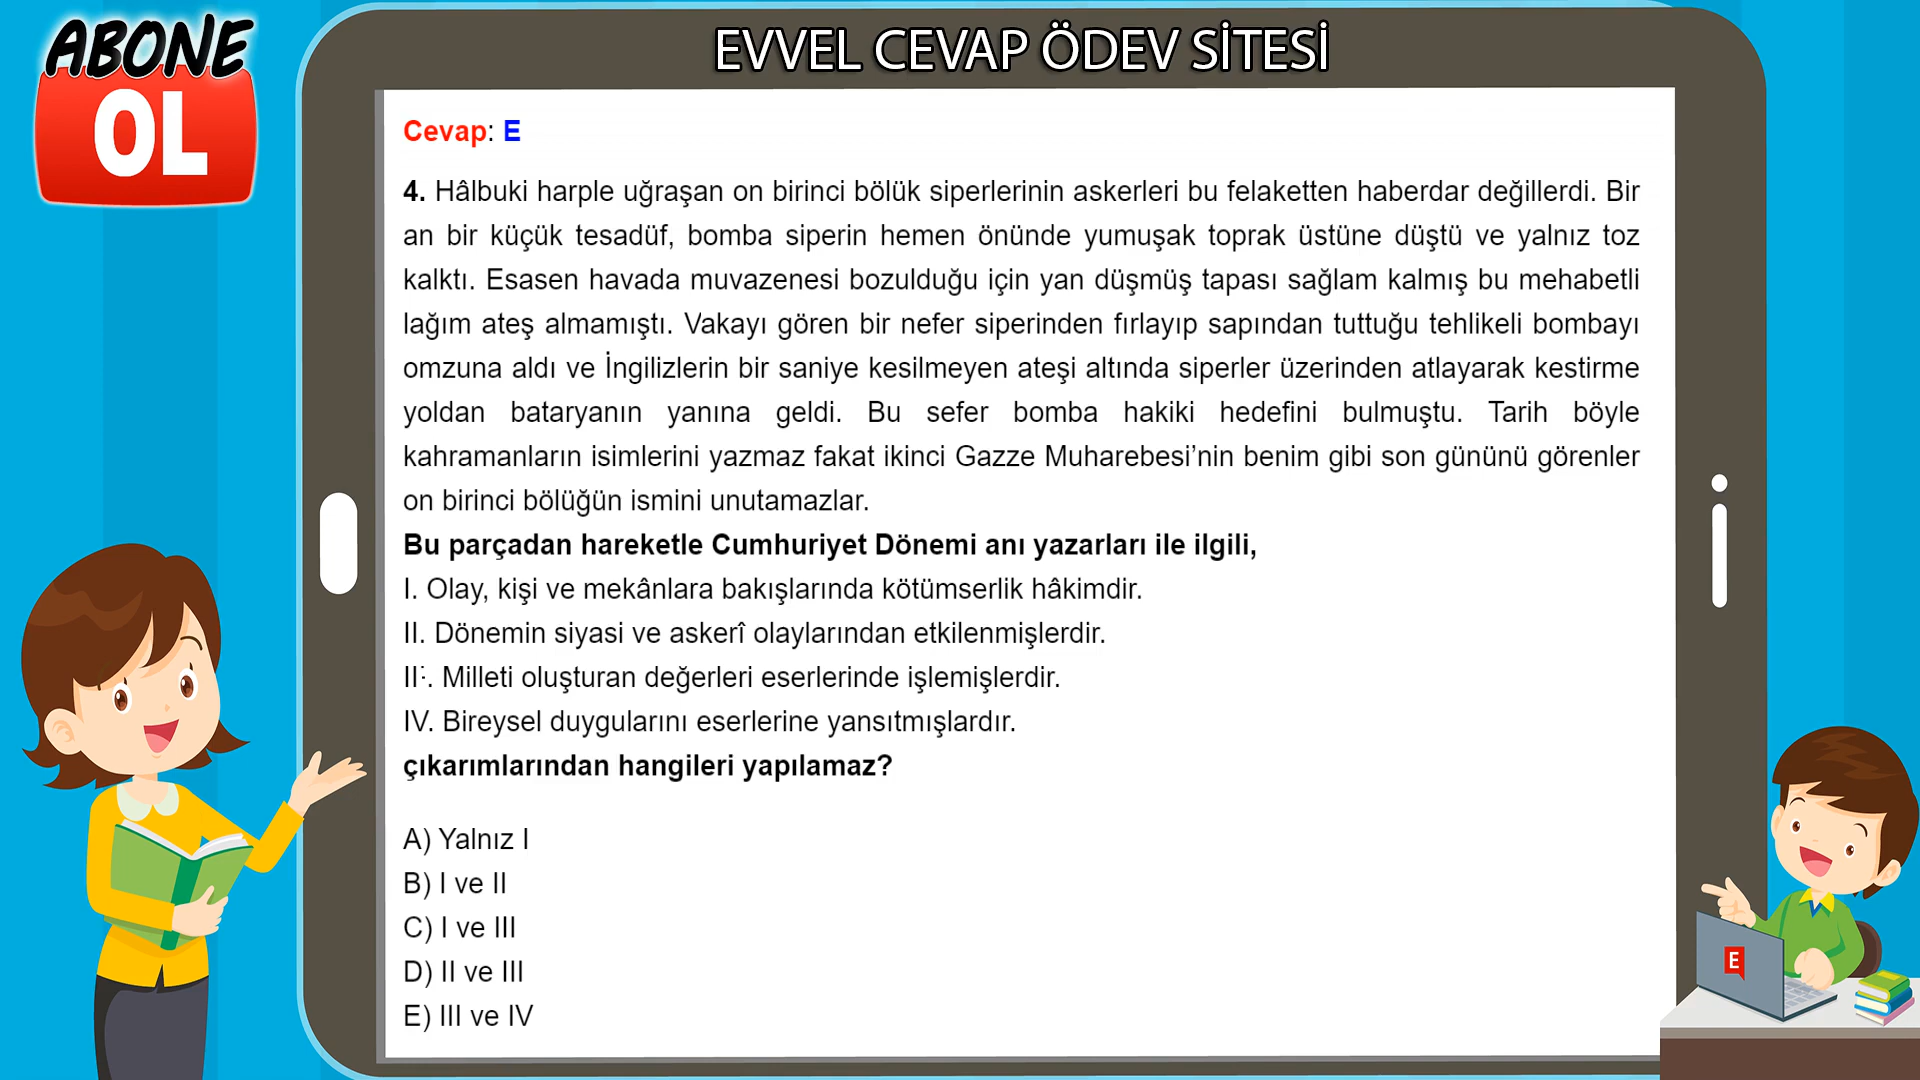 ABONE
OL
EVVEL CEVAP ÖDEV SİTESİ
Cevap: E
4. Hâlbuki harple uğraşan on birinci bölük siperlerinin askerleri bu felaketten haberdar değillerdi. Bir
an bir küçük tesadüf, bomba siperin hemen önünde yumuşak toprak üstüne düştü ve yalnız toz
kalktı. Esasen havada muvazenesi bozulduğu için yan düşmüş tapası sağlam kalmış bu mehabetli
lağım ateş almamıştı. Vakayı gören bir nefer siperinden fırlayıp sapından tuttuğu tehlikeli bombayı
omzuna aldı ve İngilizlerin bir saniye kesilmeyen ateşi altında siperler üzerinden atlayarak kestirme
yoldan bataryanın yanına geldi. Bu sefer bomba hakiki hedefini bulmuştu. Tarih böyle
kahramanların isimlerini yazmaz fakat ikinci Gazze Muharebesi’nin benim gibi son gününü görenler
on birinci bölüğün ismini unutamazlar.
Bu parçadan hareketle Cumhuriyet Dönemi anı yazarları ile ilgili,
I. Olay, kişi ve mekânlara bakışlarında kötümserlik hâkimdir.
II. Dönemin siyasi ve askerî olaylarından etkilenmişlerdir.
III. Milleti oluşturan değerleri eserlerinde işlemişlerdir.
IV. Bireysel duygularını eserlerine yansıtmışlardır.
çıkarımlarından hangileri yapılamaz?
A) Yalnız I
B) I ve II
C) I ve III
D) II ve III
E) III ve IV
E